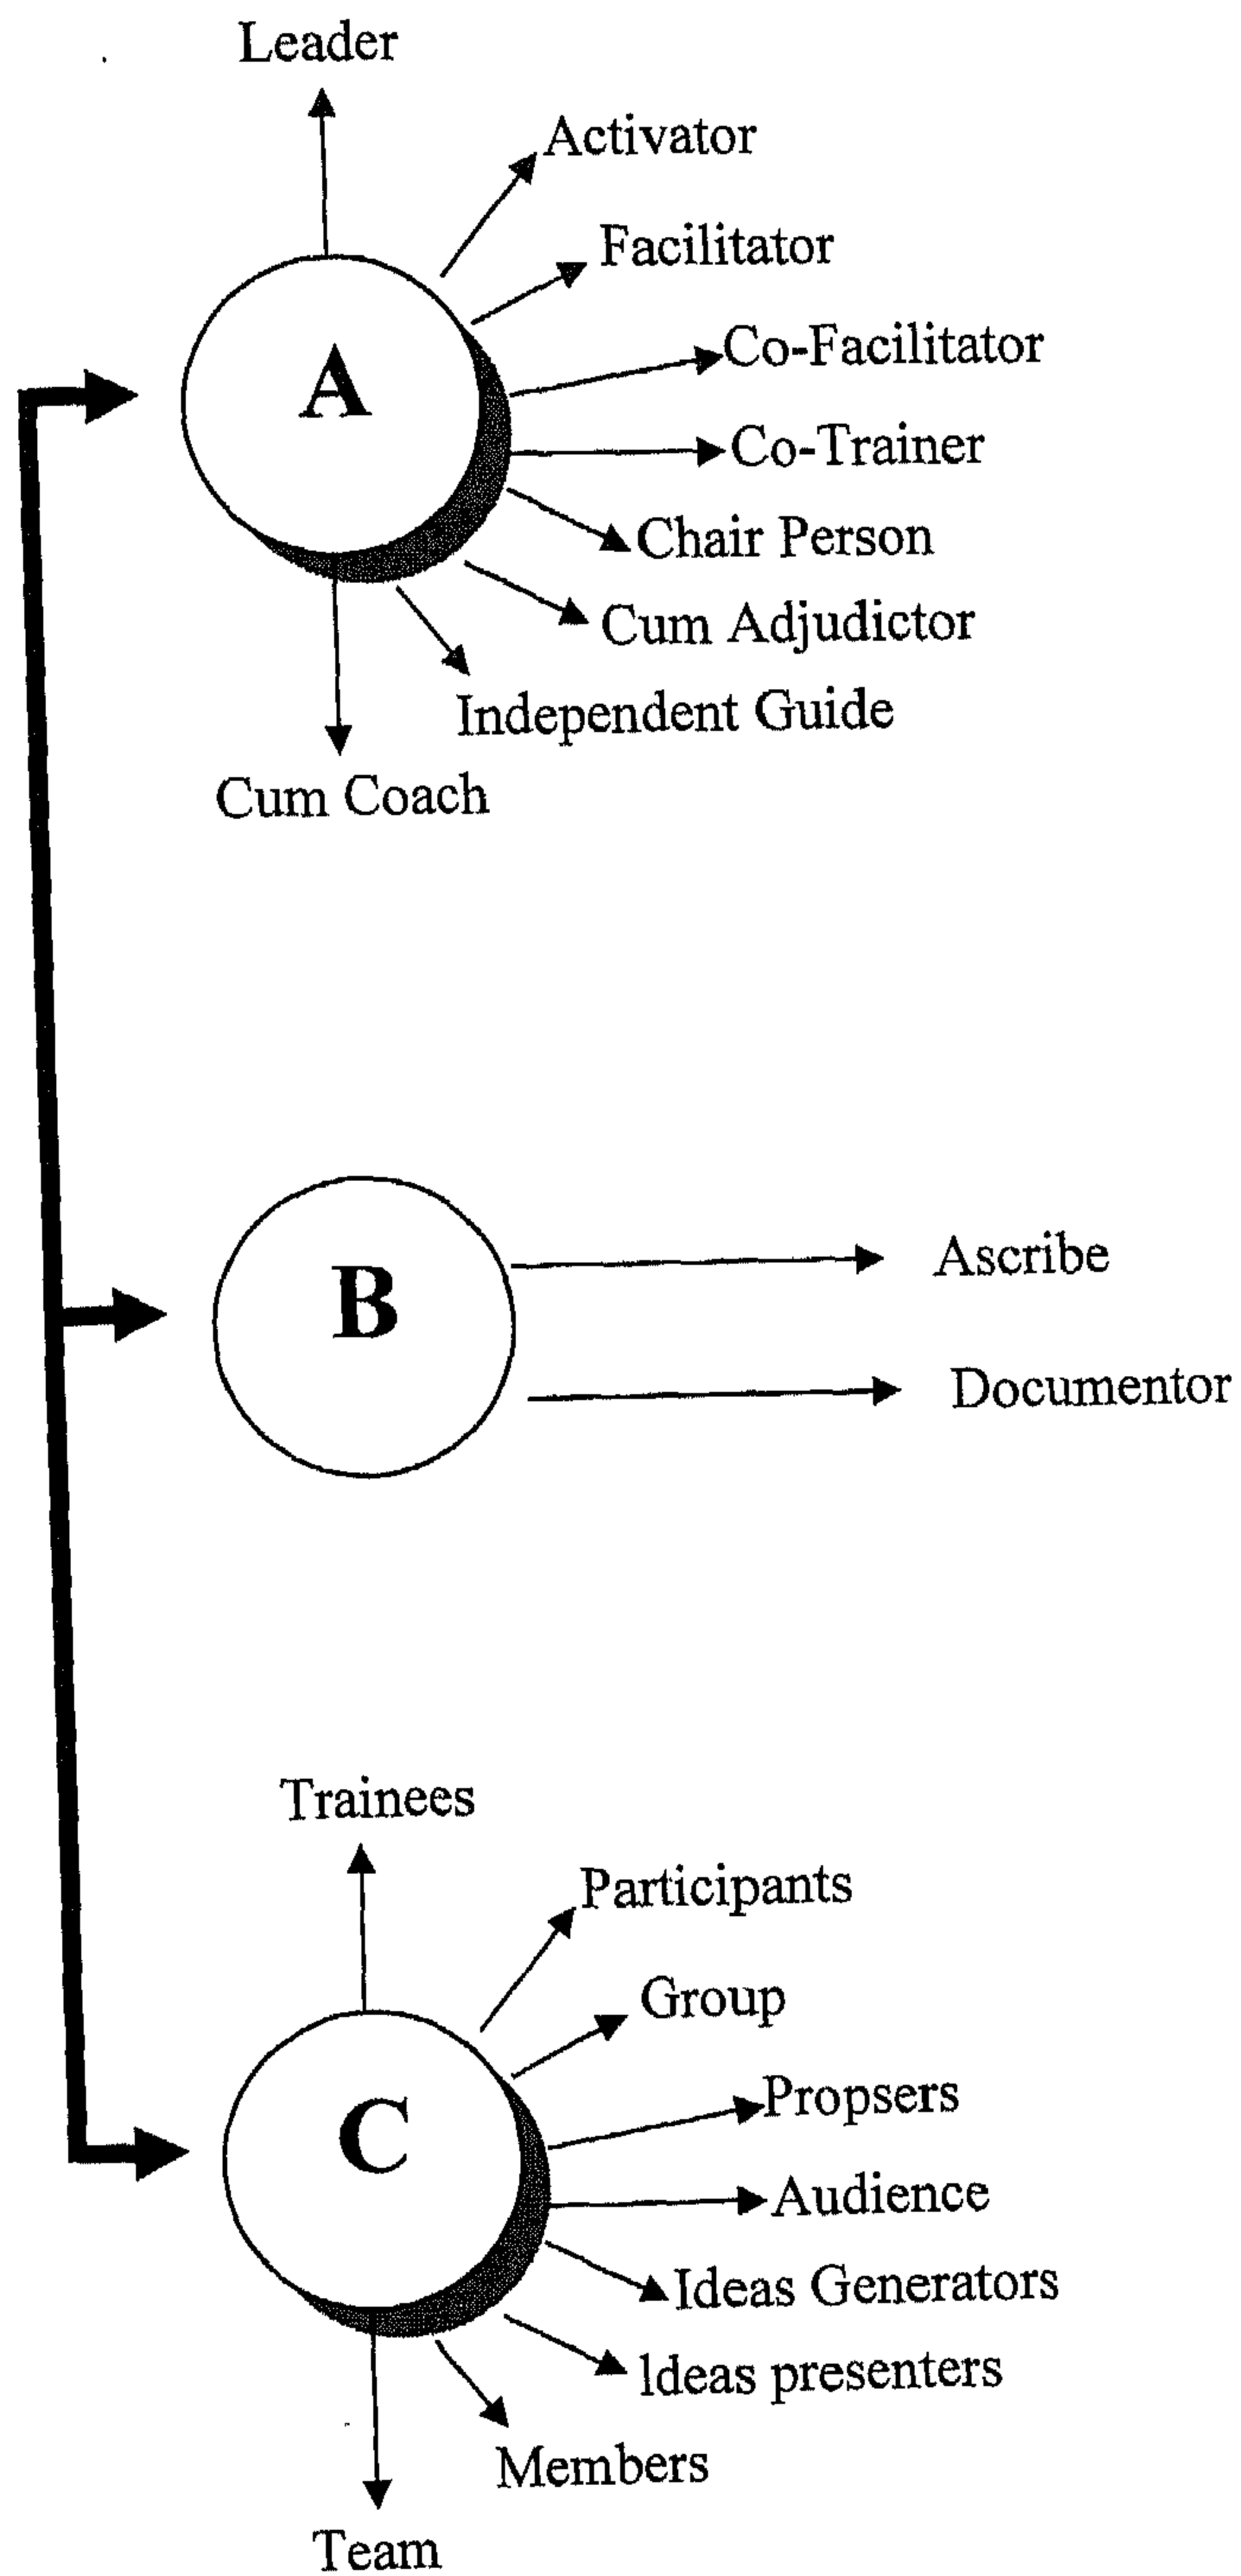 Leader
Activator
Facilitator
A
Co-Facilitator
Co-Trainer
Chair Person
Cum Adjudictor
Independent Guide
Cum Coach
B
Ascribe
Documentor
Trainees
Participants
Group
C
Propsers
Audience
Ideas Generators
Ideas presenters
Members
Team